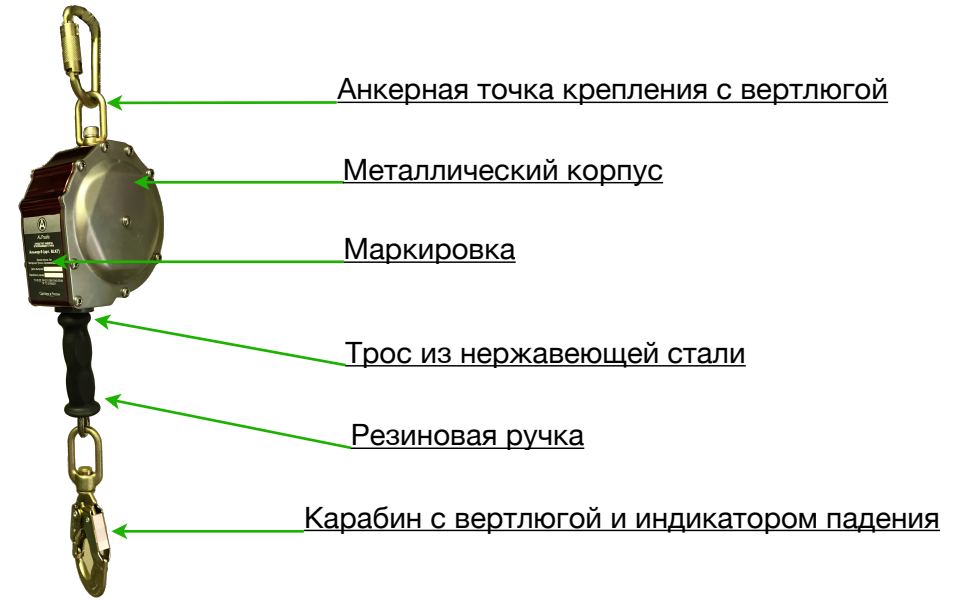 Анкерная точка крепления с вертлюгой
Металлический корпус
Маркировка
Трос из нержавеющей стали
Резиновая ручка
Карабин с вертлюгой и индикатором падения